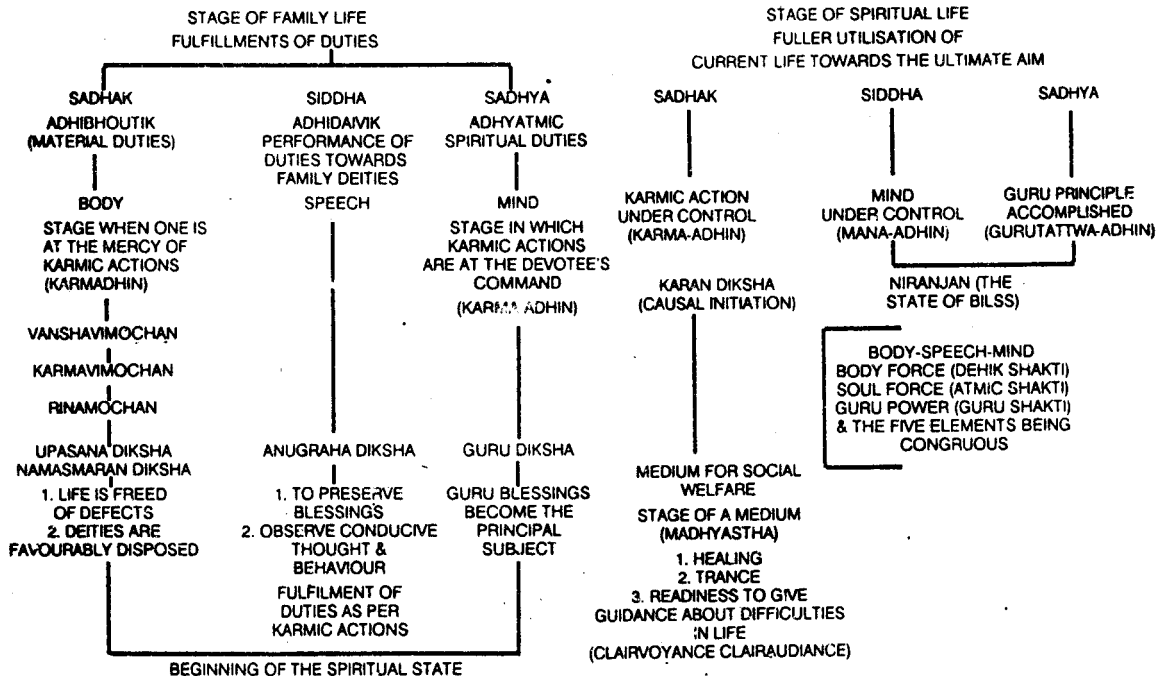 STAGE OF FAMILY LIFE
FULFILLMENTS OF DUTIES
SADHAK
ADHIBHOUTIK
(MATERIAL DUTIES)
BODY
STAGE WHEN ONE IS
AT THE MERCY OF
KARMIC ACTIONS
(KARMADHIN)
VANSHAVIMOCHAN
KARMAVIMOCHAN
RINAMOCHAN
UPASANA DIKSHA
NAMASMARAN DIKSHA
1. LIFE IS FREED
OF DEFECTS
2. DEITIES ARE
FAVOURABLY DISPOSED
SIDDHA
ADHIDAIVIK
PERFORMANCE OF
DUTIES TOWARDS
FAMILY DEITIES
SPEECH
ANUGRAHA DIKSHA
1. TO PRESERVE
BLESSINGS
2. OBSERVE CONDUCIVE
THOUGHT &
BEHAVIOUR
FULFILMENT OF
DUTIES AS PER
KARMIC ACTIONS
SADHYA
ADHYATMIC
SPIRITUAL DUTIES
MIND
STAGE IN WHICH
KARMIC ACTIONS
ARE AT THE DEVOTEE'S
COMMAND
(KARMA ADHIN)
GURU DIKSHA
GURU BLESSINGS
BECOME THE
PRINCIPAL
SUBJECT
BEGINNING OF THE SPIRITUAL STATE
STAGE OF SPIRITUAL LIFE
FULLER UTILISATION OF
CURRENT LIFE TOWARDS THE ULTIMATE AIM
SADHAK
KARMIC ACTION
UNDER CONTROL
(KARMA-ADHIN)
KARAN DIKSHA
(CAUSAL INITIATION)
MEDIUM FOR SOCIAL
WELFARE
STAGE OF A MEDIUM
(MADHYASTHA)
1. HEALING
2. TRANCE
3. READINESS TO GIVE
GUIDANCE ABOUT DIFFICULTIES
IN LIFE
(CLAIRVOYANCE CLAIRAUDIANCE)
SIDDHA
MIND
UNDER CONTROL
(MANA-ADHIN)
SADHYA
GURU PRINCIPLE
ACCOMPLISHED
(GURUTATTWA-ADHIN)
NIRANJAN (THE
STATE OF BILSS)
BODY-SPEECH-MIND
BODY FORCE (DEHIK SHAKTI)
SOUL FORCE (ATMIC SHAKTI)
GURU POWER (GURU SHAKTI)
& THE FIVE ELEMENTS BEING
CONGRUOUS